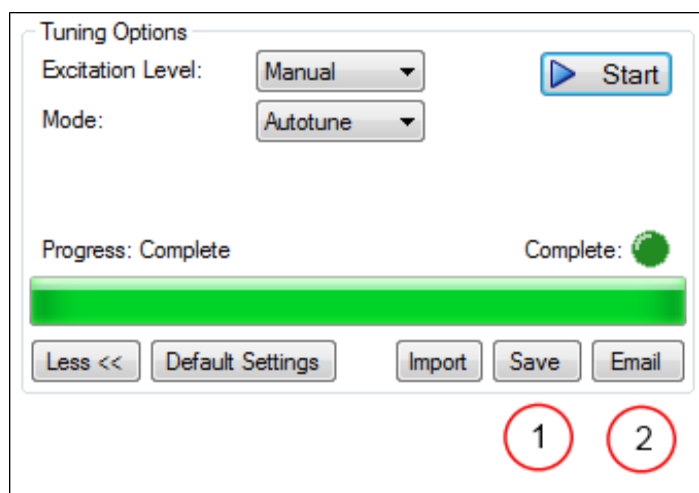 Tuning Options
Excitation Level: Manual Start
Mode: Autotune
Progress: Complete Complete:
Less << Default Settings Import Save Email
1 2